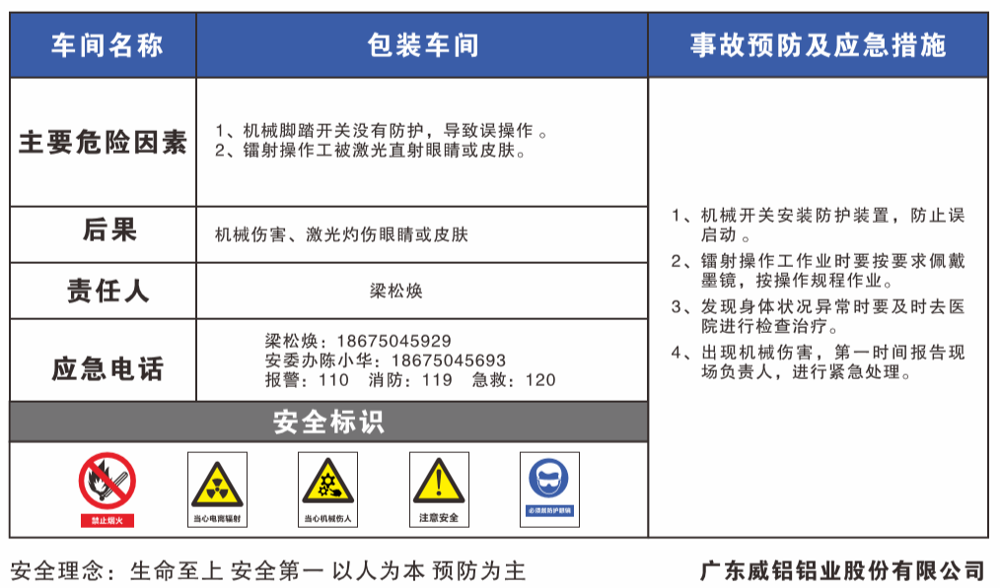 车间名称
包装车间
事故预防及应急措施
主要危险因素
1、机械脚踏开关没有防护，导致误操作 。
2、镭射操作工被激光直射眼睛或皮肤。
后果
机械伤害、激光灼伤眼睛或皮肤
责任人
梁松焕
应急电话
梁松焕：18675045929
安委办陈小华：18675045693
报警：110 消防：119 急救：120
1、机械开关安装防护装置，防止误
启动 。
2、镭射操作工作业时要按要求佩戴
墨镜，按操作规程作业。
3、发现身体状况异常时要及时去医
院进行检查治疗。
4、出现机械伤害，第一时间报告现
场负责人，进行紧急处理。
安全标识
禁止烟火
当心电离辐射
当心机械伤人
注意安全
必须戴防护眼镜
安全理念：生命至上 安全第一 以人为本 预防为主
广东威铝铝业股份有限公司